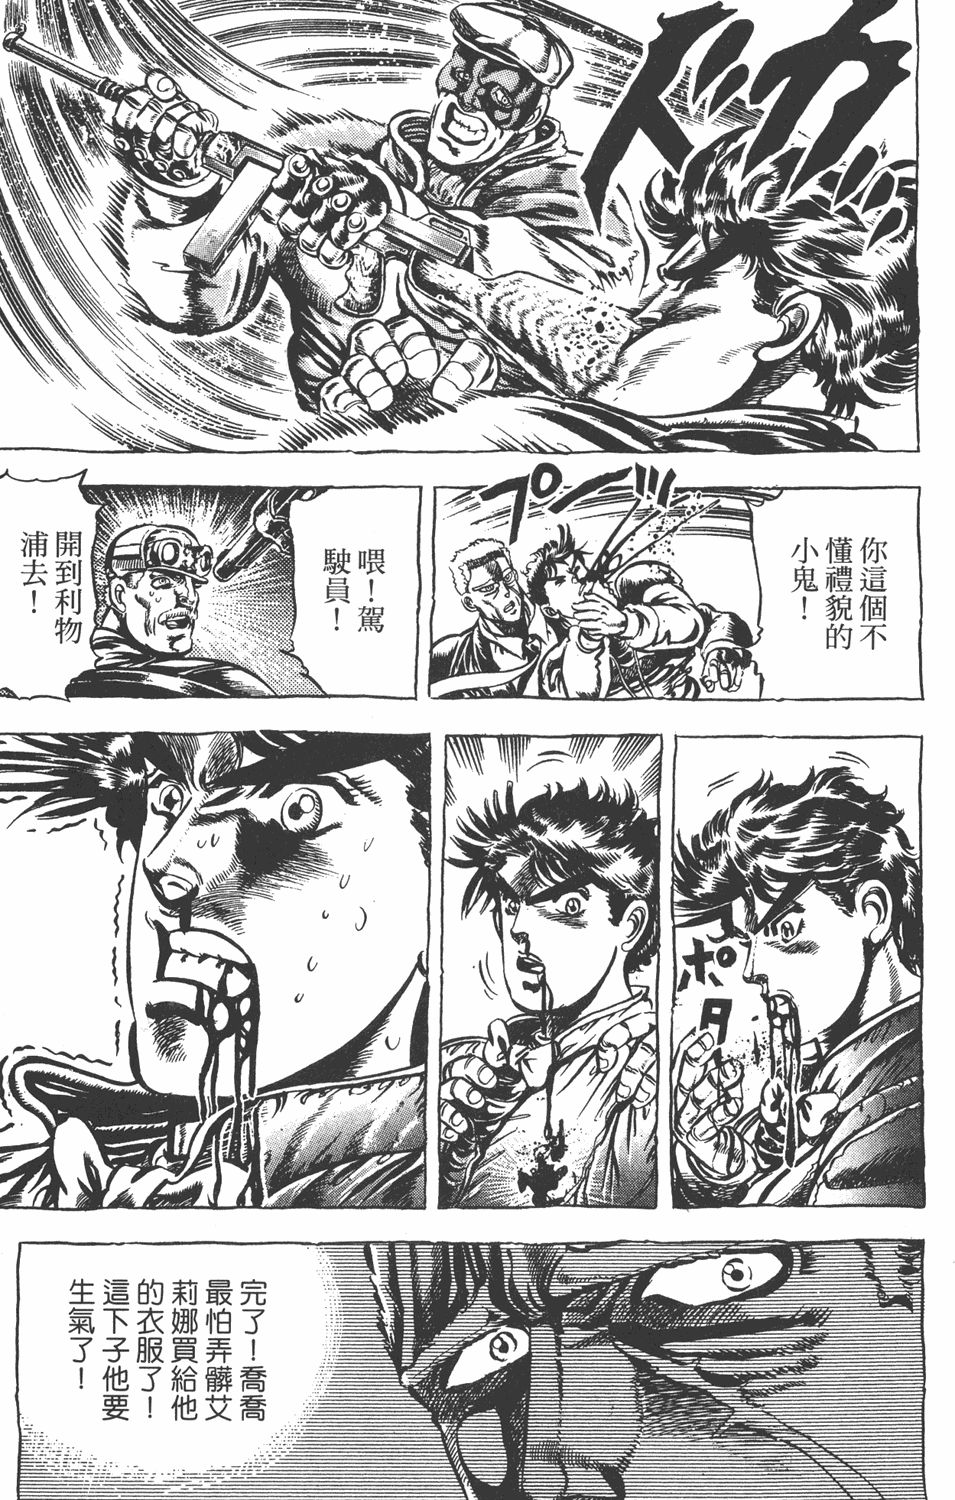 ドカッ
プーツ
你這個不
懂禮貌的
小鬼！
喂！駕
駛員！
開到利物
浦去！
ポタ
完了！喬喬
最怕弄髒艾
莉娜買給他
的衣服了！
這下子他要
生氣了！